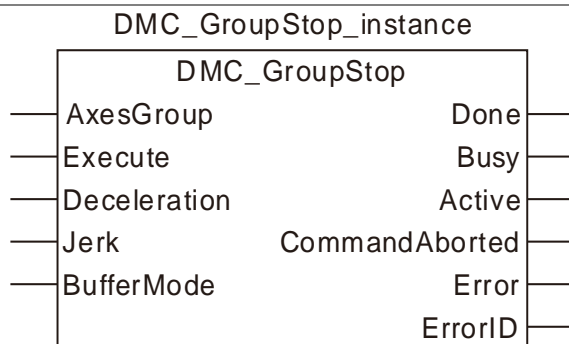 DMC_GroupStop_instance
DMC_GroupStop
AxesGroup Done
Execute Busy
Deceleration Active
Jerk CommandAborted
BufferMode Error
ErrorID